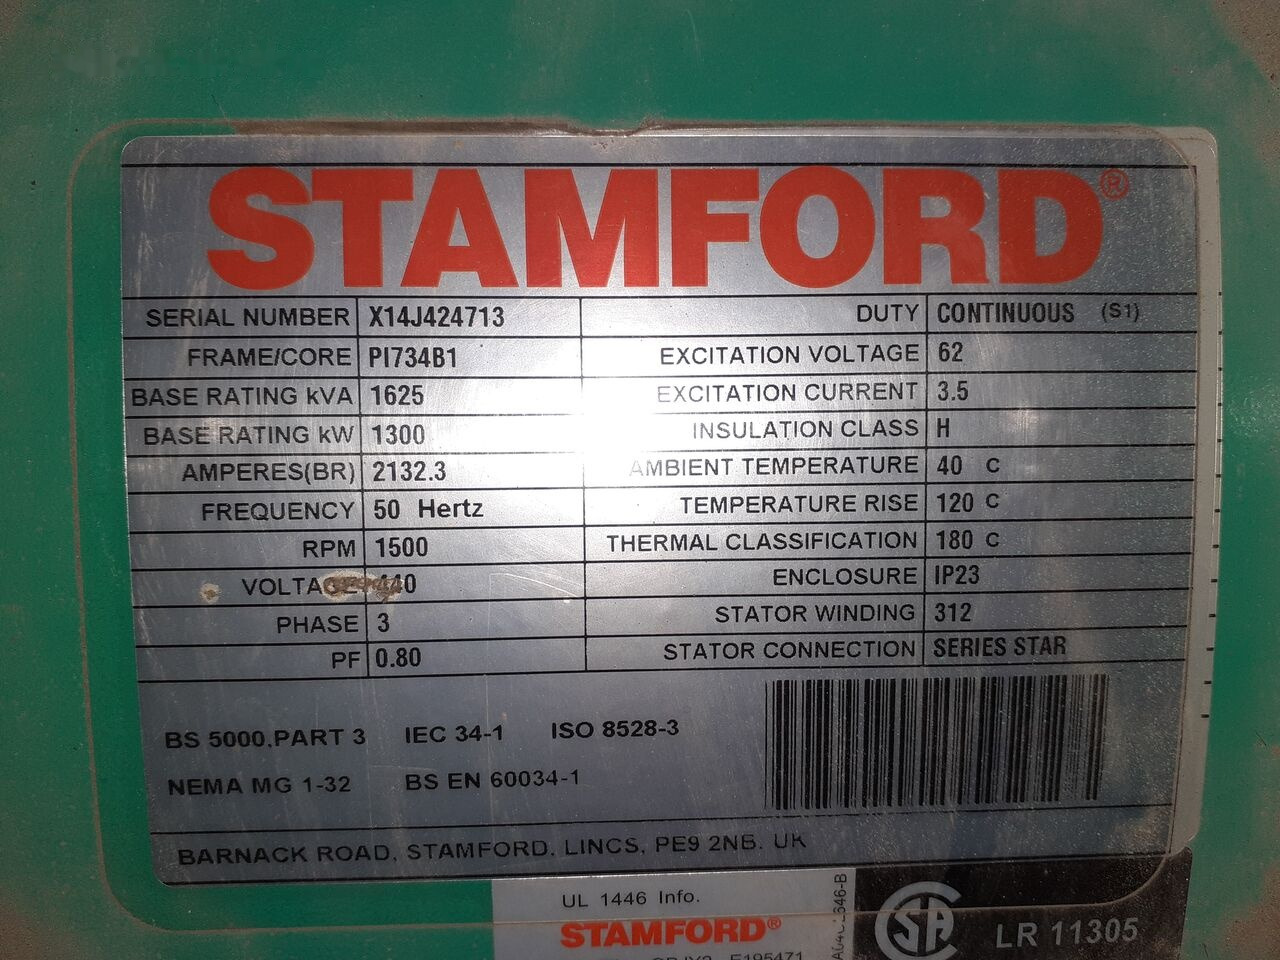 STAMFORD®
SERIAL NUMBER X14J424713 DUTY CONTINUOUS (S1)
FRAME/CORE PI734B1 EXCITATION VOLTAGE 62
BASE RATING kVA 1625 EXCITATION CURRENT 3.5
BASE RATING kW 1300 INSULATION CLASS H
AMPERES(BR) 2132.3 AMBIENT TEMPERATURE 40 C
FREQUENCY 50 Hertz TEMPERATURE RISE 120 C
RPM 1500 THERMAL CLASSIFICATION 180 C
VOLTAGE 440 ENCLOSURE IP23
PHASE 3 STATOR WINDING 312
PF 0.80 STATOR CONNECTION SERIES STAR
BS 5000,PART 3 IEC 34-1 ISO 8528-3
NEMA MG 1-32 BS EN 60034-1
BARNACK ROAD, STAMFORD, LINCS, PE9 2NB. UK
UL 1446 Info.
STAMFORD®
E195471
LR 11305